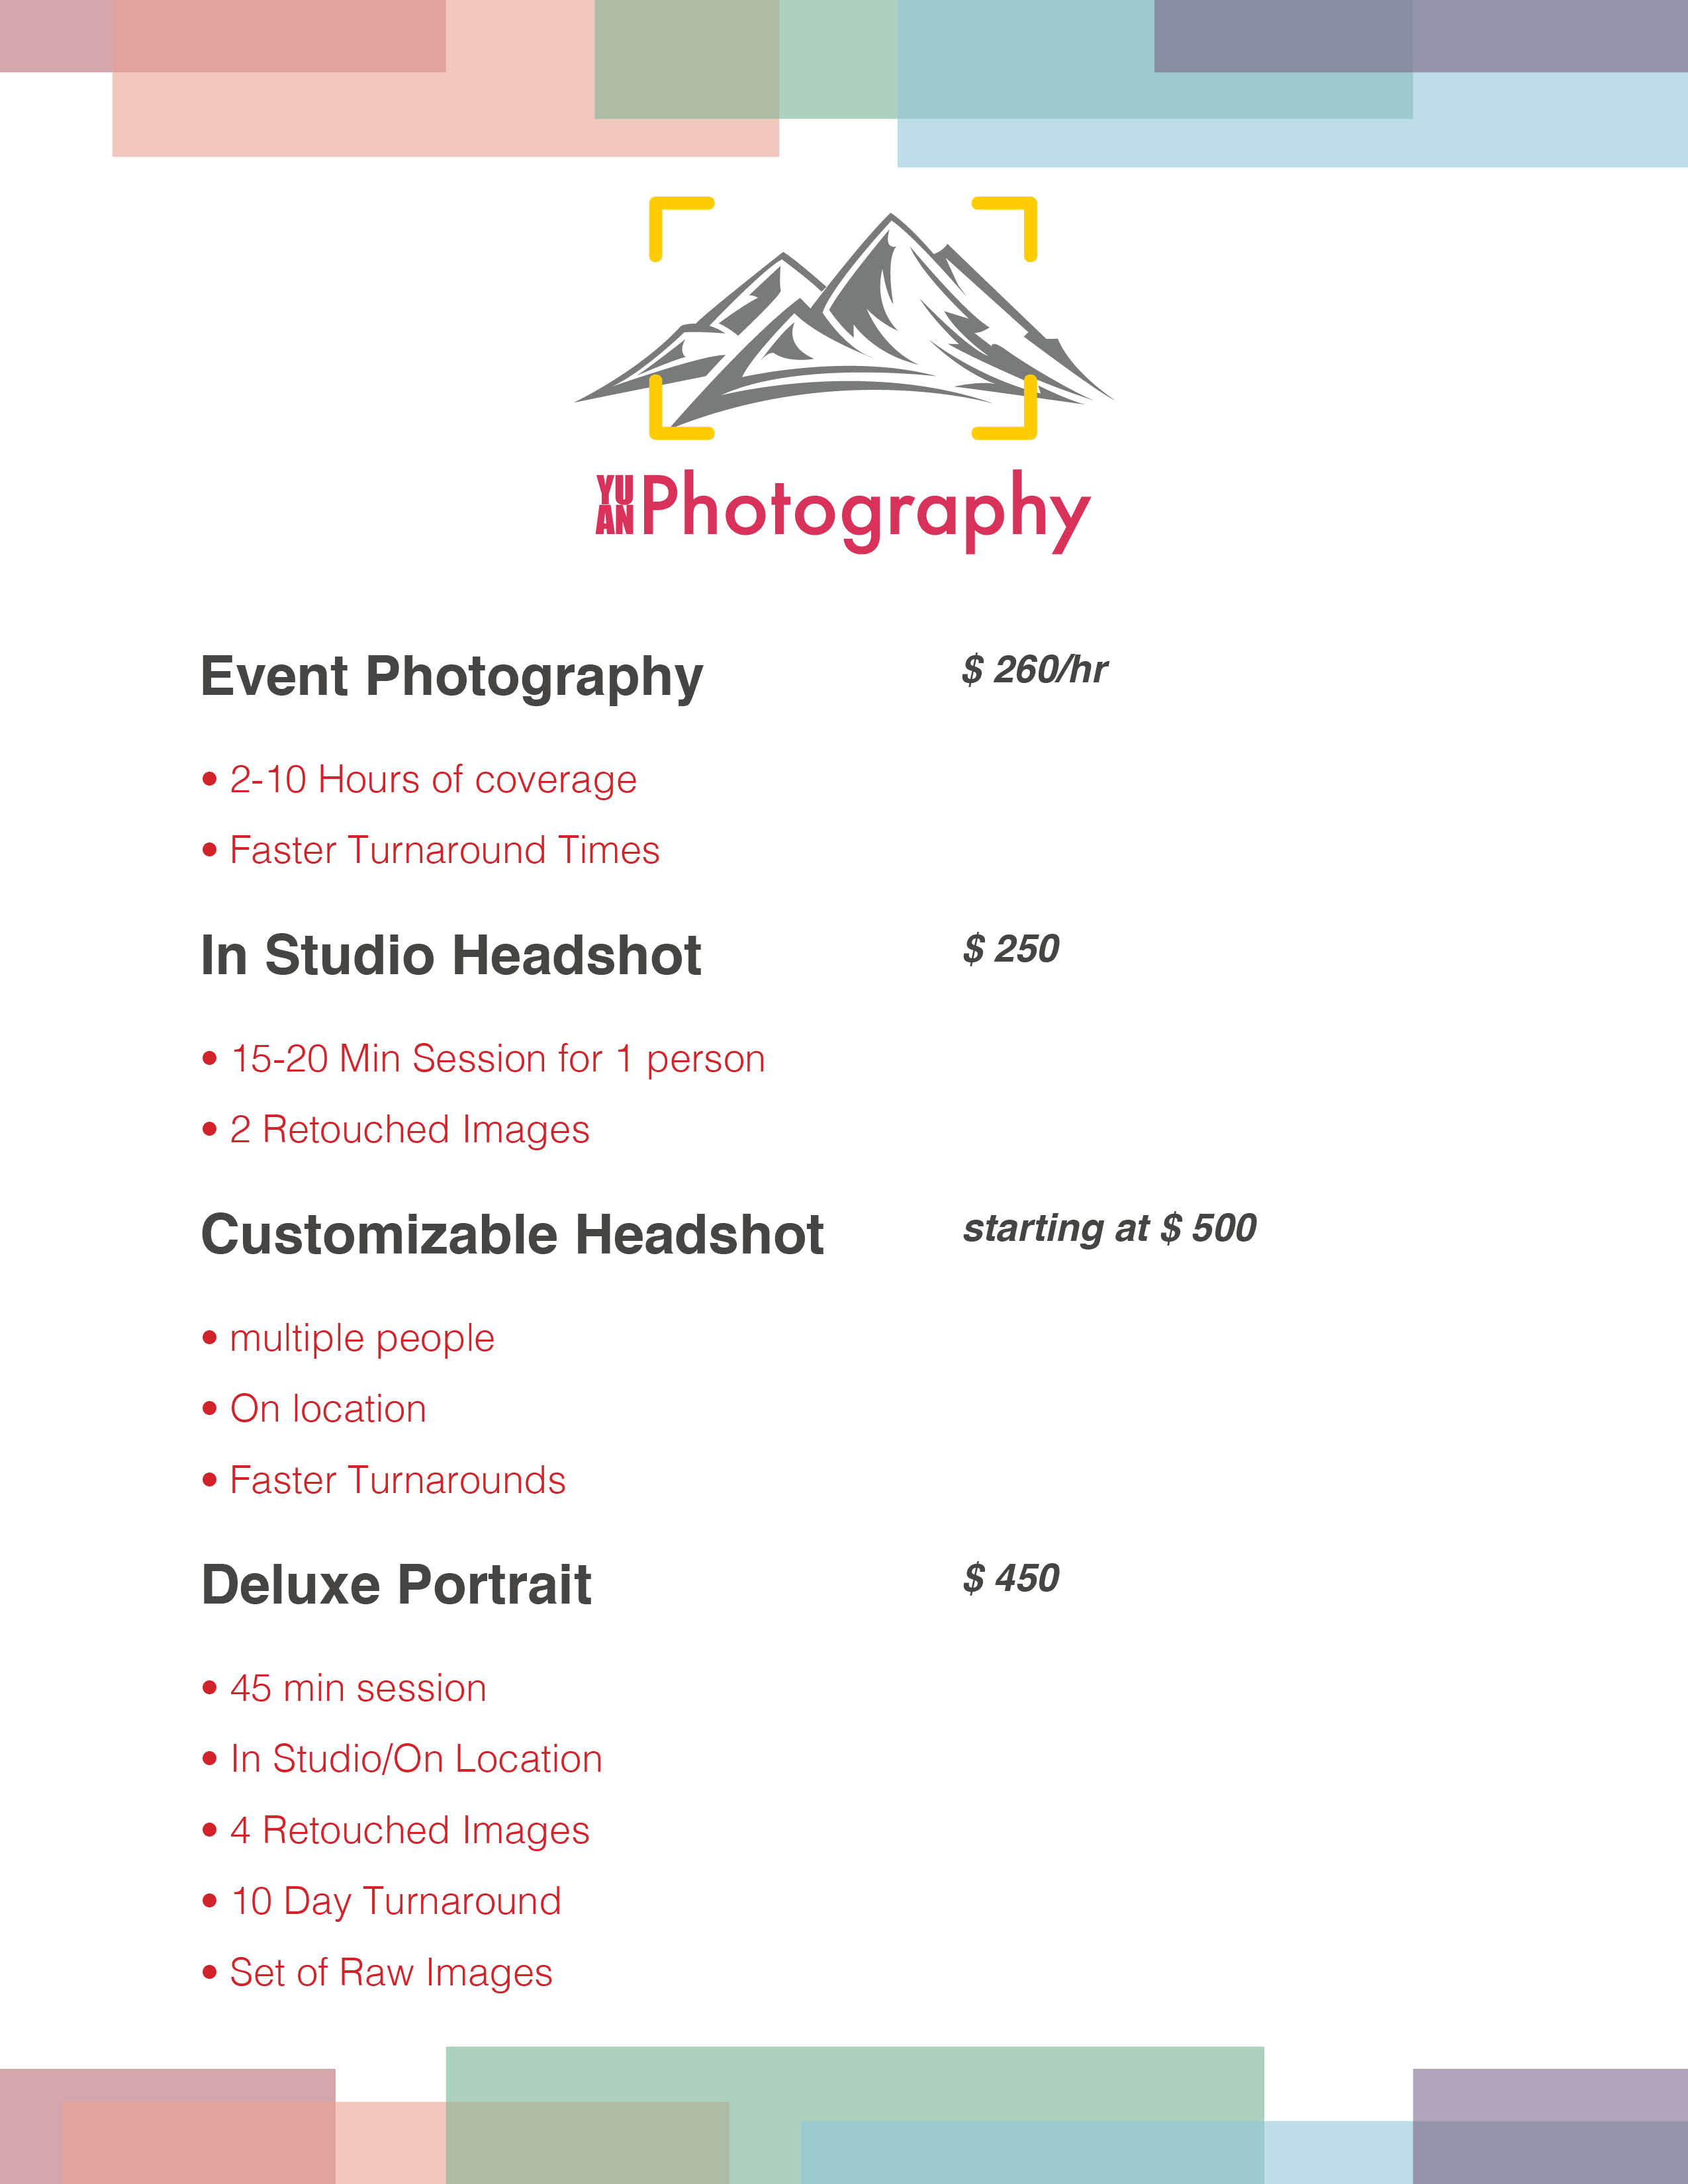 YU
AN Photography
Event Photography $ 260/hr
• 2-10 Hours of coverage
• Faster Turnaround Times
In Studio Headshot $ 250
• 15-20 Min Session for 1 person
• 2 Retouched Images
Customizable Headshot starting at $ 500
• multiple people
• On location
• Faster Turnarounds
Deluxe Portrait $ 450
• 45 min session
• In Studio/On Location
• 4 Retouched Images
• 10 Day Turnaround
• Set of Raw Images